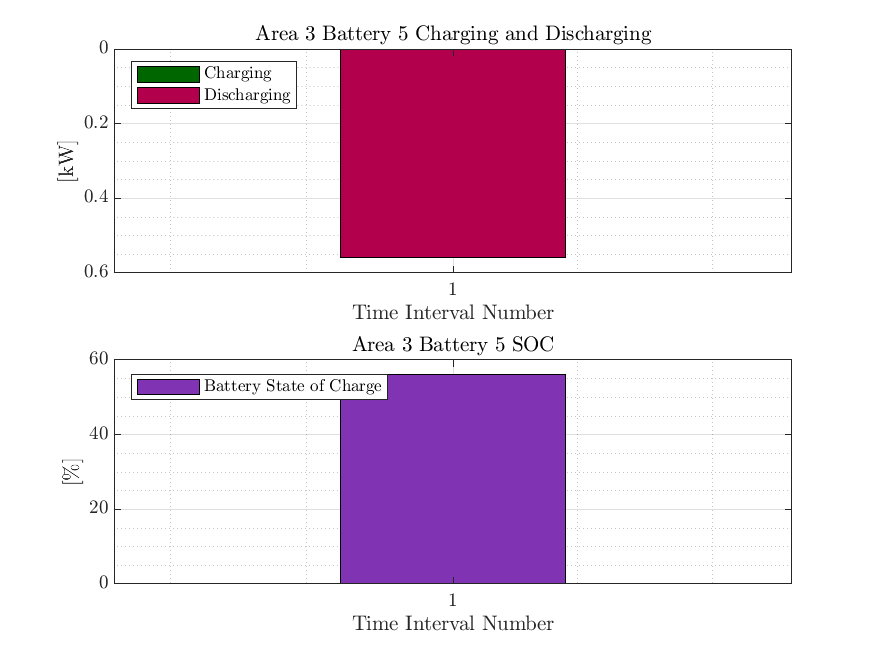 Area 3 Battery 5 Charging and Discharging
0
0.2
0.4
0.6
[kW]
Charging
Discharging
1
Time Interval Number
Area 3 Battery 5 SOC
60
40
20
0
[%]
Battery State of Charge
1
Time Interval Number